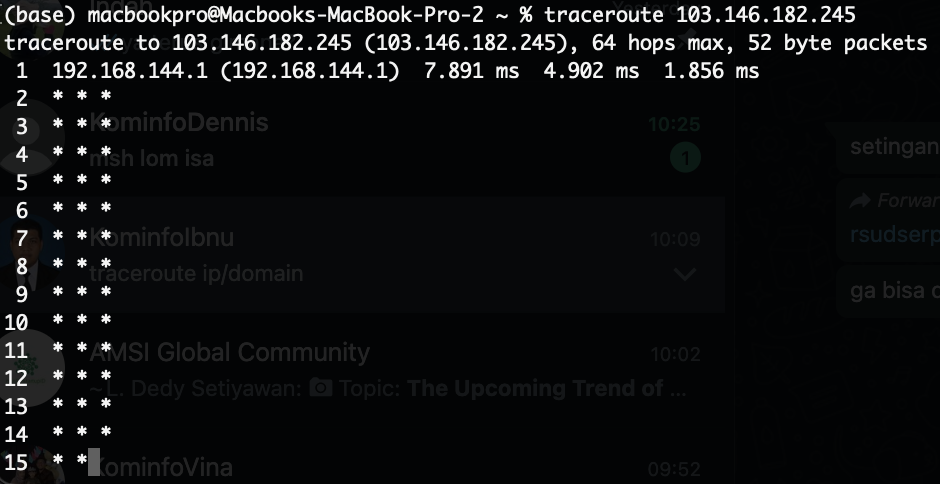 (base) macbookpro@Macbooks-MacBook-Pro-2 ~ % traceroute 103.146.182.245
traceroute to 103.146.182.245 (103.146.182.245), 64 hops max, 52 byte packets
1 192.168.144.1 (192.168.144.1) 7.891 ms 4.902 ms 1.856 ms
2 * * *
3 * * *
KominfoDennis 10:25
4 * * *
msh lom isa 1
setingan
5 * * *
6 * * *
Forwar
7 * * *
KominfoIbnu 10:09
rsudserp
8 * * *
traceroute ip/domain
9 * * *
ga bisa
10 * * *
11 * * *
AMSI Global Community 10:02
12 * * *
~L. Dedy Setiyawan: Topic: The Upcoming Trend of ...
13 * * *
14 * * *
15 * *
KominfoVina 09:52